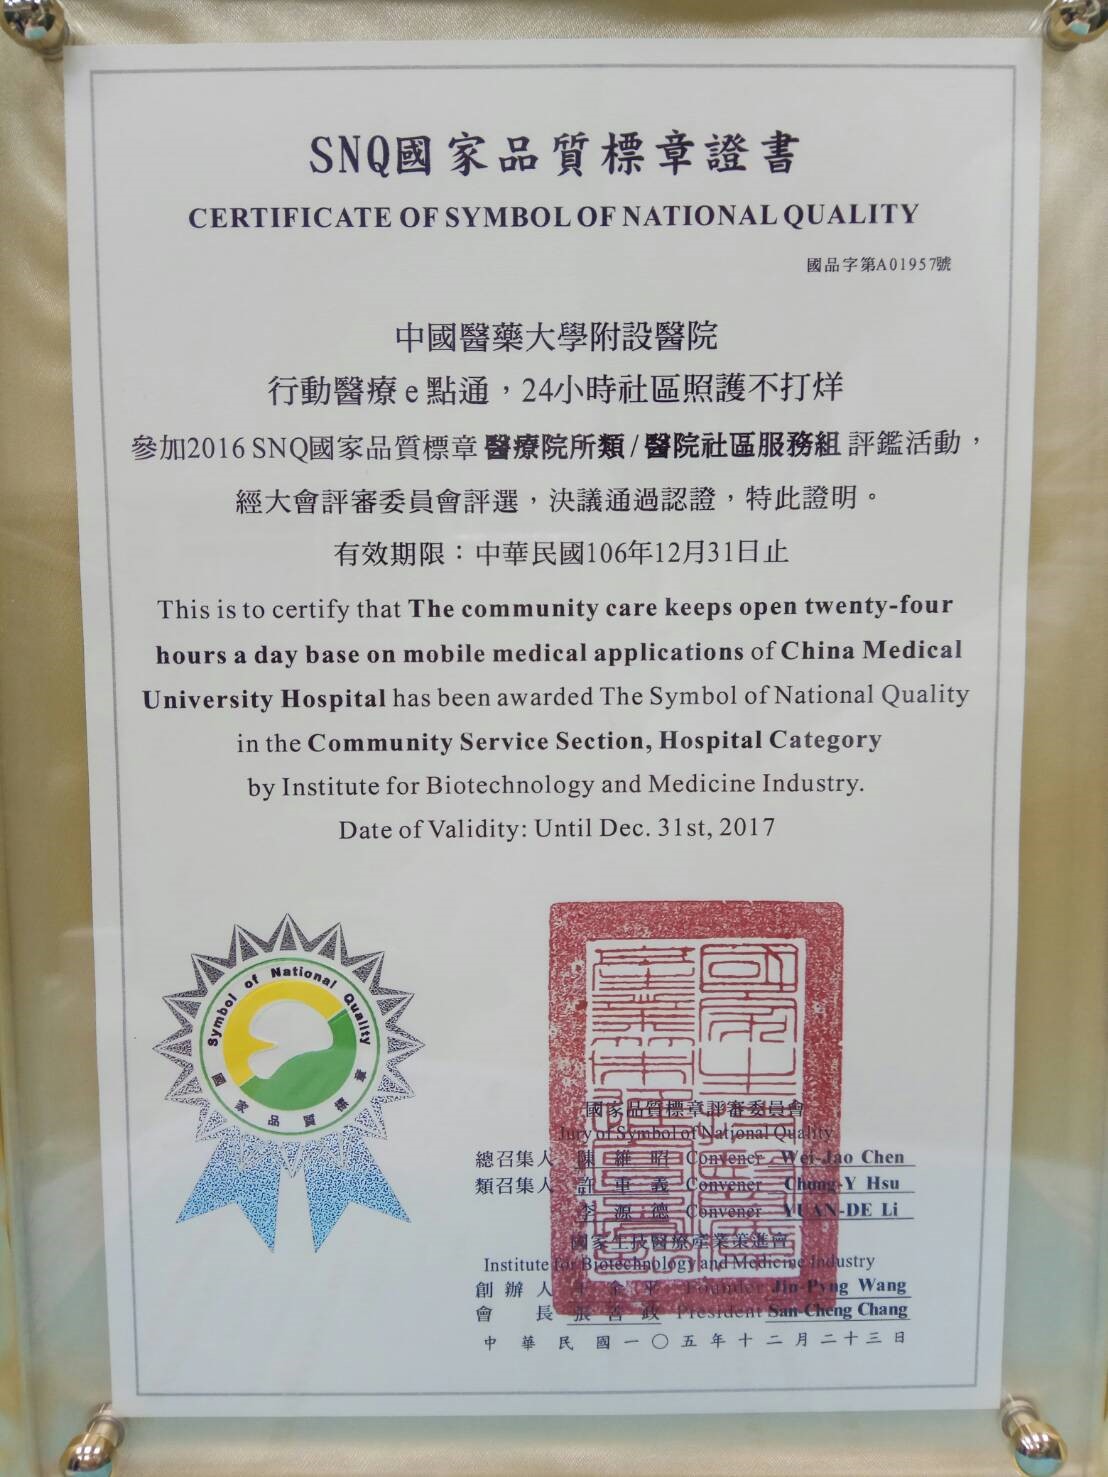 SNQ國家品質標章證書
CERTIFICATE OF SYMBOL OF NATIONAL QUALITY
國品字第A01957號
中國醫藥大學附設醫院
行動醫療e點通，24小時社區照護不打烊
參加2016 SNQ國家品質標章 醫療院所類/醫院社區服務組 評鑑活動，
經大會評審委員會評選，決議通過認證，特此證明。
有效期限：中華民國106年12月31日止
This is to certify that The community care keeps open twenty-four
hours a day base on mobile medical applications of China Medical
University Hospital has been awarded The Symbol of National Quality
in the Community Service Section, Hospital Category
by Institute for Biotechnology and Medicine Industry.
Date of Validity: Until Dec. 31st, 2017
Symbol of National Quality
國家品質標章
國家品質標章評審委員會
Jury of Symbol of National Quality
總召集人 陳維昭 Convener Wei-Jao Chen
類召集人 許重義 Convener Chung-Y Hsu
李源德 Convener YUAN-DE Li
國家生技醫療產業策進會
Institute for Biotechnology and Medicine Industry
創辦人 王金平 Founder Jin-Pyng Wang
會長 張善政 President San-Cheng Chang
中華民國一〇五年十二月二十三日